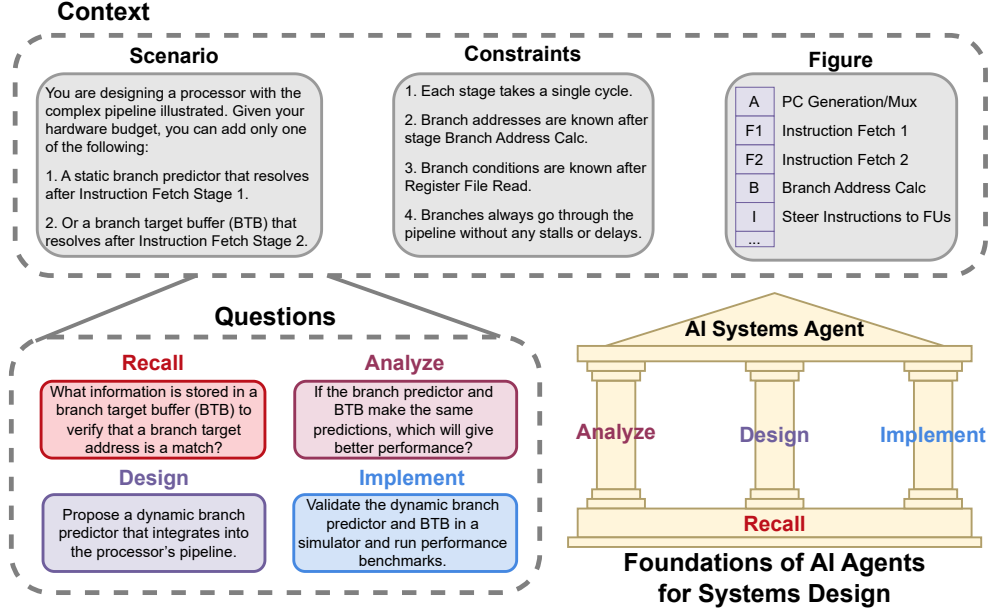 Context
Scenario
You are designing a processor with the
complex pipeline illustrated. Given your
hardware budget, you can add only one
of the following:
1. A static branch predictor that resolves
after Instruction Fetch Stage 1.
2. Or a branch target buffer (BTB) that
resolves after Instruction Fetch Stage 2.
Constraints
1. Each stage takes a single cycle.
2. Branch addresses are known after
stage Branch Address Calc.
3. Branch conditions are known after
Register File Read.
4. Branches always go through the
pipeline without any stalls or delays.
Figure
A PC Generation/Mux
F1 Instruction Fetch 1
F2 Instruction Fetch 2
B Branch Address Calc
I Steer Instructions to FUs
...
Questions
Recall
What information is stored in a
branch target buffer (BTB) to
verify that a branch target
address is a match?
Analyze
If the branch predictor and
BTB make the same
predictions, which will give
better performance?
Design
Propose a dynamic branch
predictor that integrates into
the processor's pipeline.
Implement
Validate the dynamic branch
predictor and BTB in a
simulator and run performance
benchmarks.
AI Systems Agent
Analyze
Design
Implement
Recall
Foundations of AI Agents
for Systems Design